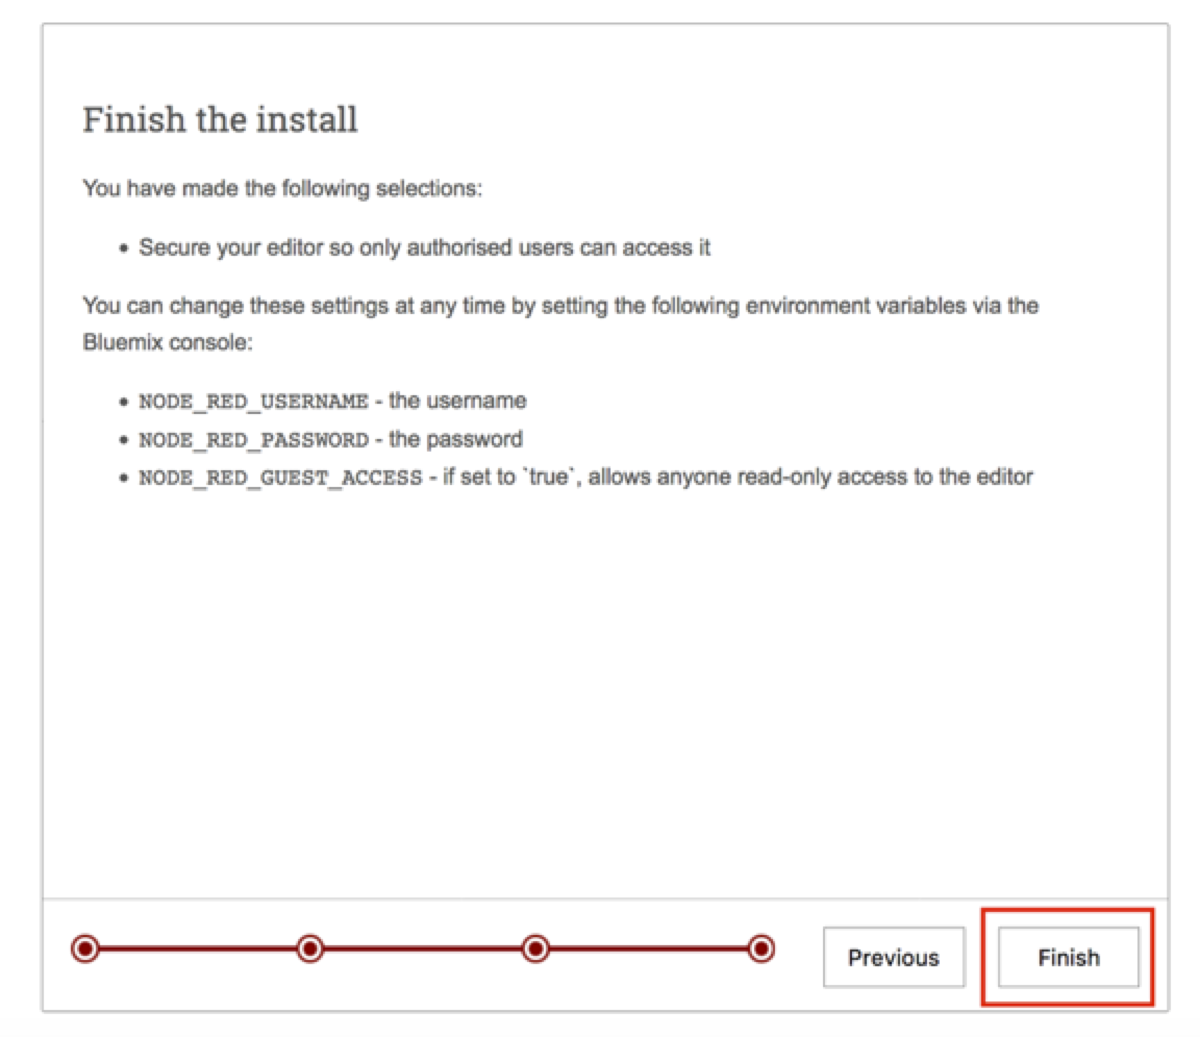 Finish the install
You have made the following selections:
• Secure your editor so only authorised users can access it
You can change these settings at any time by setting the following environment variables via the
Bluemix console:
• NODE_RED_USERNAME - the username
• NODE_RED_PASSWORD - the password
• NODE_RED_GUEST_ACCESS - if set to `true`, allows anyone read-only access to the editor
Previous
Finish